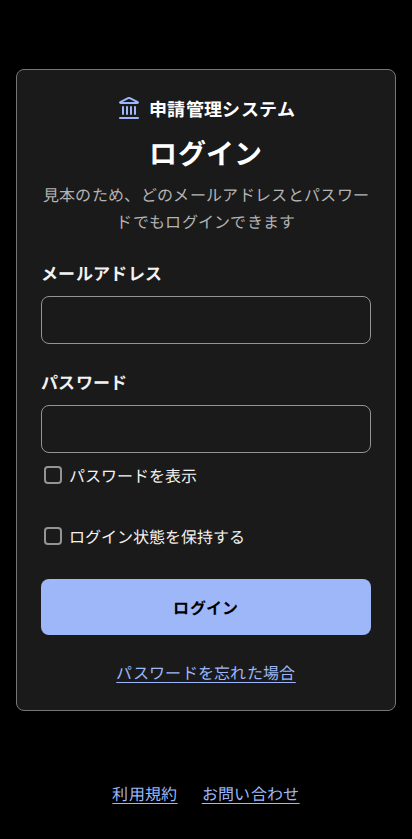 申請管理システム
ログイン
見本のため、どのメールアドレスとパスワー
ドでもログインできます
メールアドレス
パスワード
パスワードを表示
ログイン状態を保持する
ログイン
パスワードを忘れた場合
利用規約 お問い合わせ